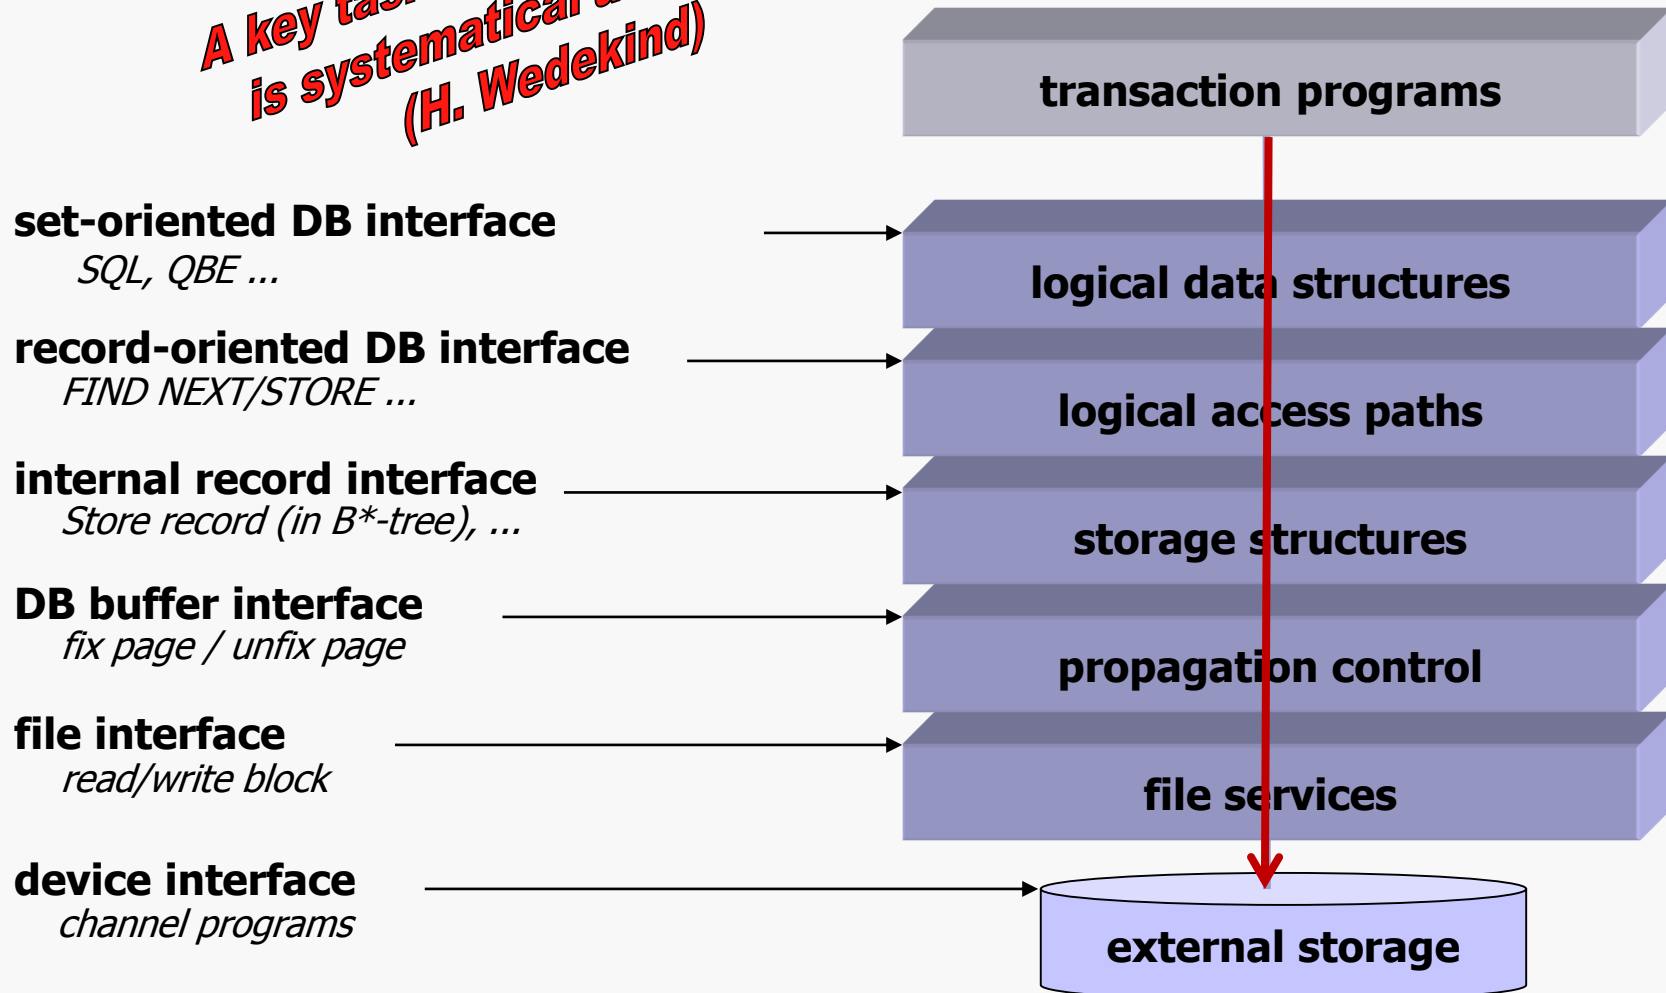 A key
is systematical
(H. Wedekind)
transaction programs
set-oriented DB interface
SQL, QBE ...
logical data structures
record-oriented DB interface
FIND NEXT/STORE ...
logical access paths
internal record interface
Store record (in B*-tree), ...
storage structures
DB buffer interface
fix page / unfix page
propagation control
file interface
read/write block
file services
device interface
channel programs
external storage